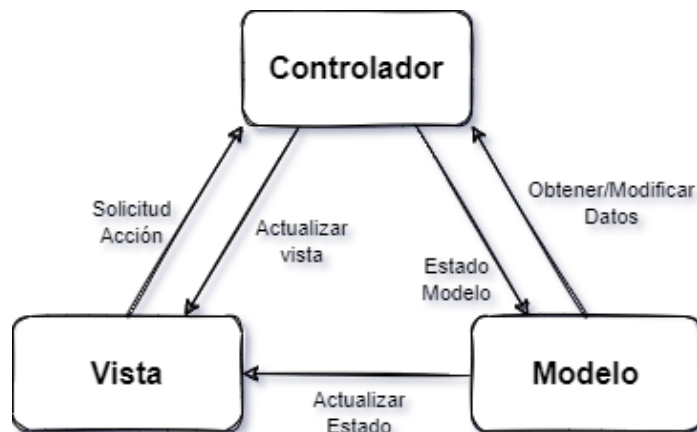 Controlador
Solicitud
Acción
Actualizar
vista
Estado
Modelo
Obtener/Modificar
Datos
Vista
Modelo
Actualizar
Estado